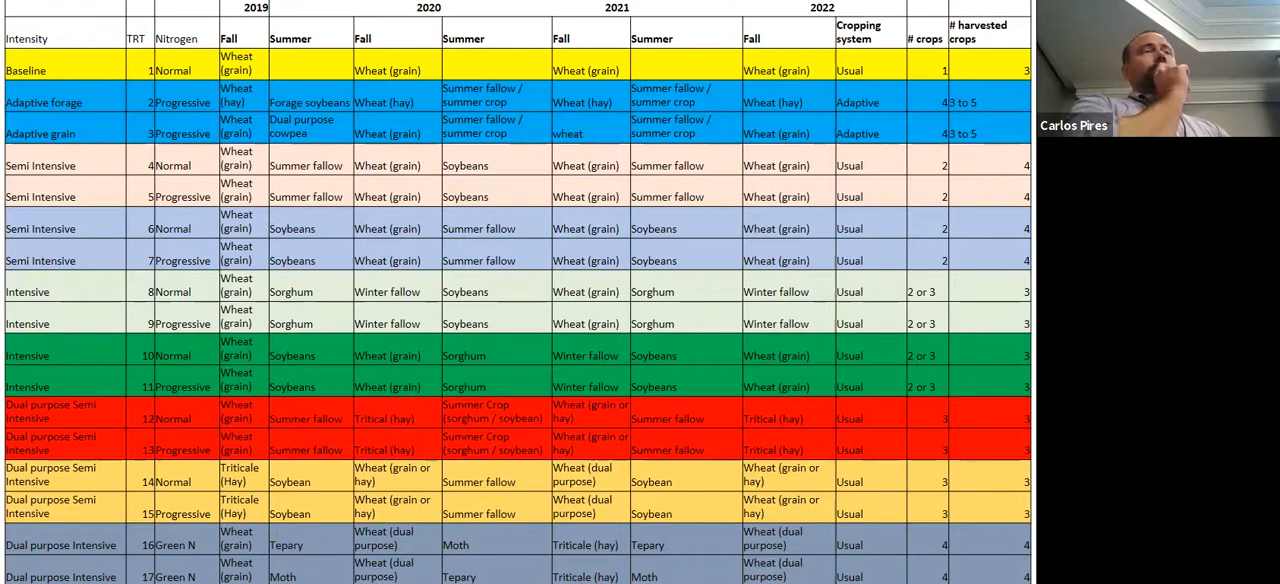 2019 2020 2021 2022
Intensity TRT Nitrogen Fall Summer Fall Summer Fall Summer Fall Cropping system # crops # harvested crops
Baseline 1 Normal Wheat (grain) Wheat (grain) Wheat (grain) Wheat (grain) Usual 1 3
Adaptive forage 2 Progressive Wheat (hay) Forage soybeans Wheat (hay) Summer fallow / summer crop Wheat (hay) Summer fallow / summer crop Wheat (hay) Adaptive 4 3 to 5
Adaptive grain 3 Progressive Wheat (grain) Dual purpose cowpea Wheat (grain) Summer fallow / summer crop wheat Summer fallow / summer crop Wheat (grain) Adaptive 4 3 to 5
Semi Intensive 4 Normal Wheat (grain) Summer fallow Wheat (grain) Soybeans Wheat (grain) Summer fallow Wheat (grain) Usual 2 4
Semi Intensive 5 Progressive Wheat (grain) Summer fallow Wheat (grain) Soybeans Wheat (grain) Summer fallow Wheat (grain) Usual 2 4
Semi Intensive 6 Normal Wheat (grain) Soybeans Wheat (grain) Summer fallow Wheat (grain) Soybeans Wheat (grain) Usual 2 4
Semi Intensive 7 Progressive Wheat (grain) Soybeans Wheat (grain) Summer fallow Wheat (grain) Soybeans Wheat (grain) Usual 2 4
Intensive 8 Normal Wheat (grain) Sorghum Winter fallow Soybeans Wheat (grain) Sorghum Winter fallow Usual 2 or 3 3
Intensive 9 Progressive Wheat (grain) Sorghum Winter fallow Soybeans Wheat (grain) Sorghum Winter fallow Usual 2 or 3 3
Intensive 10 Normal Wheat (grain) Soybeans Wheat (grain) Sorghum Winter fallow Soybeans Wheat (grain) Usual 2 or 3 3
Intensive 11 Progressive Wheat (grain) Soybeans Wheat (grain) Sorghum Winter fallow Soybeans Wheat (grain) Usual 2 or 3 3
Dual purpose Semi Intensive 12 Normal Wheat (grain) Summer fallow Tritical (hay) Summer Crop (sorghum / soybean) Wheat (grain or hay) Summer fallow Tritical (hay) Usual 3 3
Dual purpose Semi Intensive 13 Progressive Wheat (grain) Summer fallow Tritical (hay) Summer Crop (sorghum / soybean) Wheat (grain or hay) Summer fallow Tritical (hay) Usual 3 3
Dual purpose Semi Intensive 14 Normal Triticale (Hay) Soybean Wheat (grain or hay) Summer fallow Wheat (dual purpose) Soybean Wheat (grain or hay) Usual 3 3
Dual purpose Semi Intensive 15 Progressive Triticale (Hay) Soybean Wheat (grain or hay) Summer fallow Wheat (dual purpose) Soybean Wheat (grain or hay) Usual 3 3
Dual purpose Intensive 16 Green N Wheat (grain) Tepary Wheat (dual purpose) Moth Triticale (hay) Tepary Wheat (dual purpose) Usual 4 4
Dual purpose Intensive 17 Green N Wheat (grain) Moth Wheat (dual purpose) Tepary Triticale (hay) Moth Wheat (dual purpose) Usual 4 4
Carlos Pires